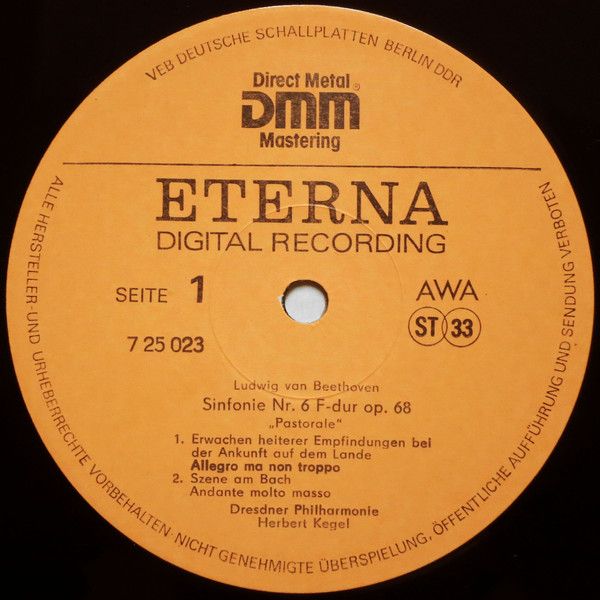 VEB DEUTSCHE SCHALLPLATTEN BERLIN DDR
Direct Metal
DMM®
Mastering
ETERNA
DIGITAL RECORDING
SEITE 1
AWA
7 25 023
ST 33
Ludwig van Beethoven
Sinfonie Nr. 6 F-dur op. 68
„Pastorale“
1. Erwachen heiterer Empfindungen bei
der Ankunft auf dem Lande
Allegro ma non troppo
2. Szene am Bach
Andante molto masso
Dresdner Philharmonie
Herbert Kegel
ALLE HERSTELLER- UND URHEBERRECHTE VORBEHALTEN · NICHT GENEHMIGTE ÜBERSPIELUNG, ÖFFENTLICHE AUFFÜHRUNG UND SENDUNG VERBOTEN